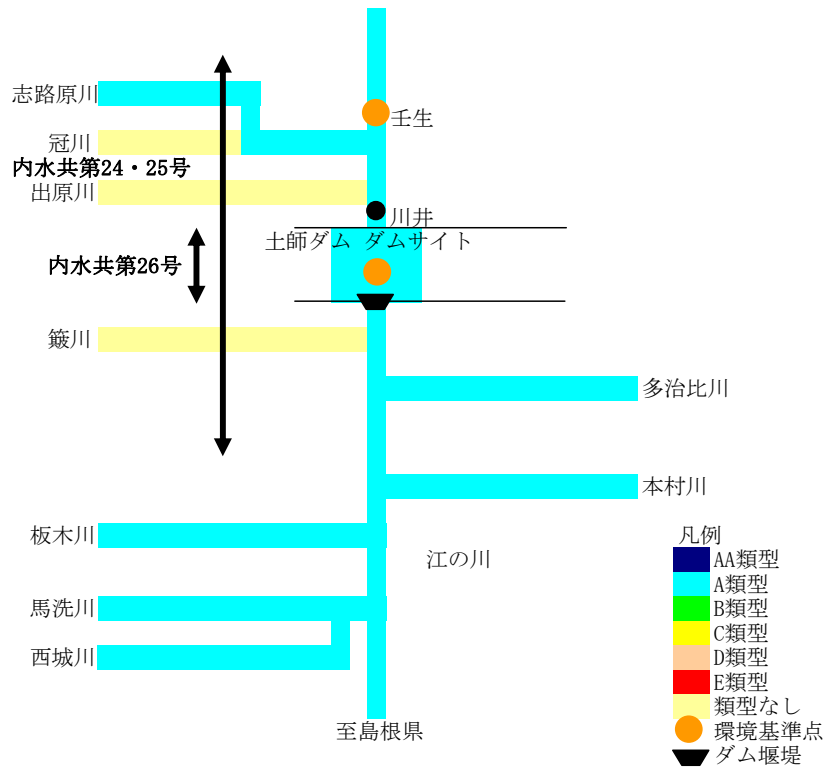 志路原川
壬生
冠川
内水共第24・25号
出原川
川井
土師ダム ダムサイト
内水共第26号
簸川
多治比川
本村川
板木川
江の川
馬洗川
西城川
至島根県
凡例
AA類型
A類型
B類型
C類型
D類型
E類型
類型なし
環境基準点
ダム堰堤